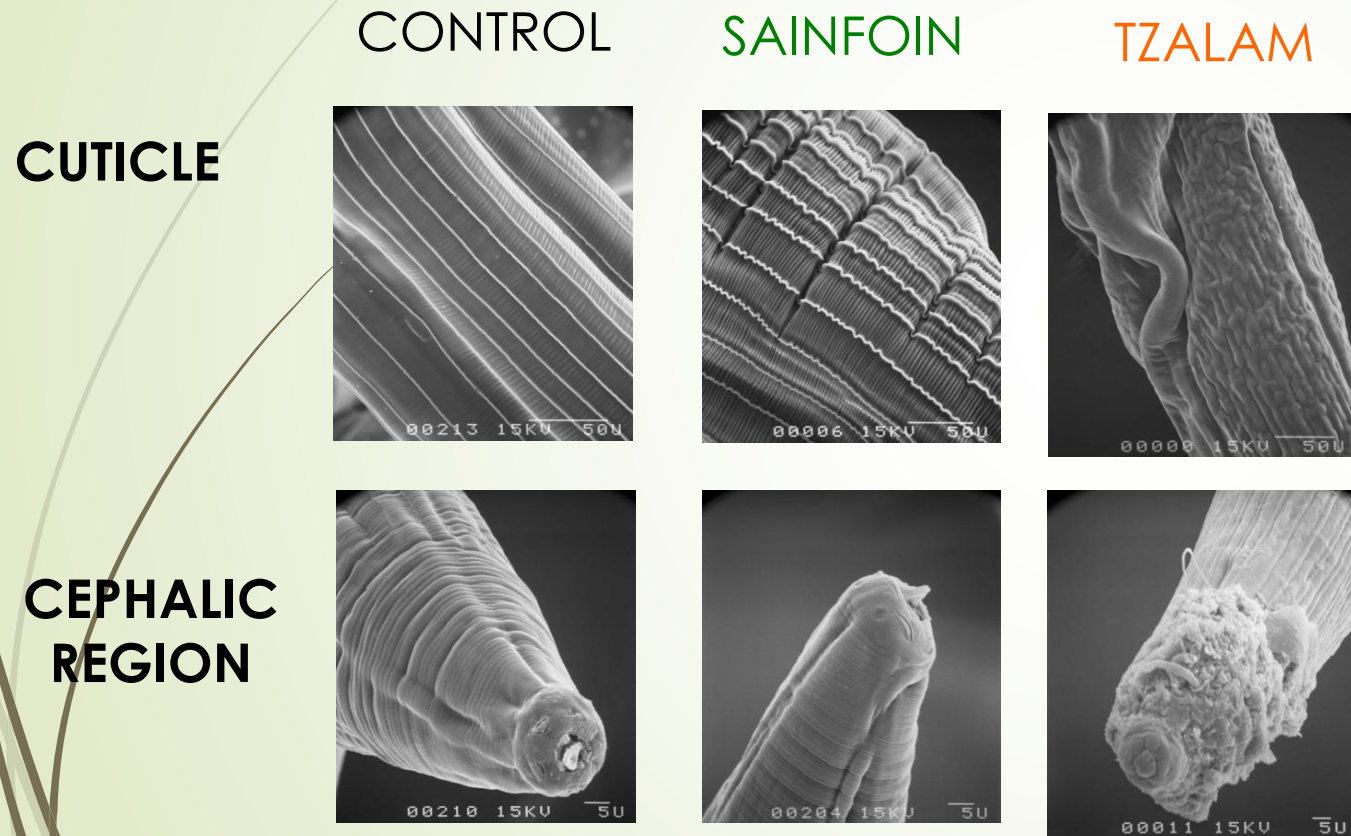 CONTROL
SAINFOIN
TZALAM
CUTICLE
00213 15KV 50U
00006 15KV 50U
00000 15KV 50U
CEPHALIC
REGION
00210 15KV 5U
00204 15KV 5U
00011 15KV 5U